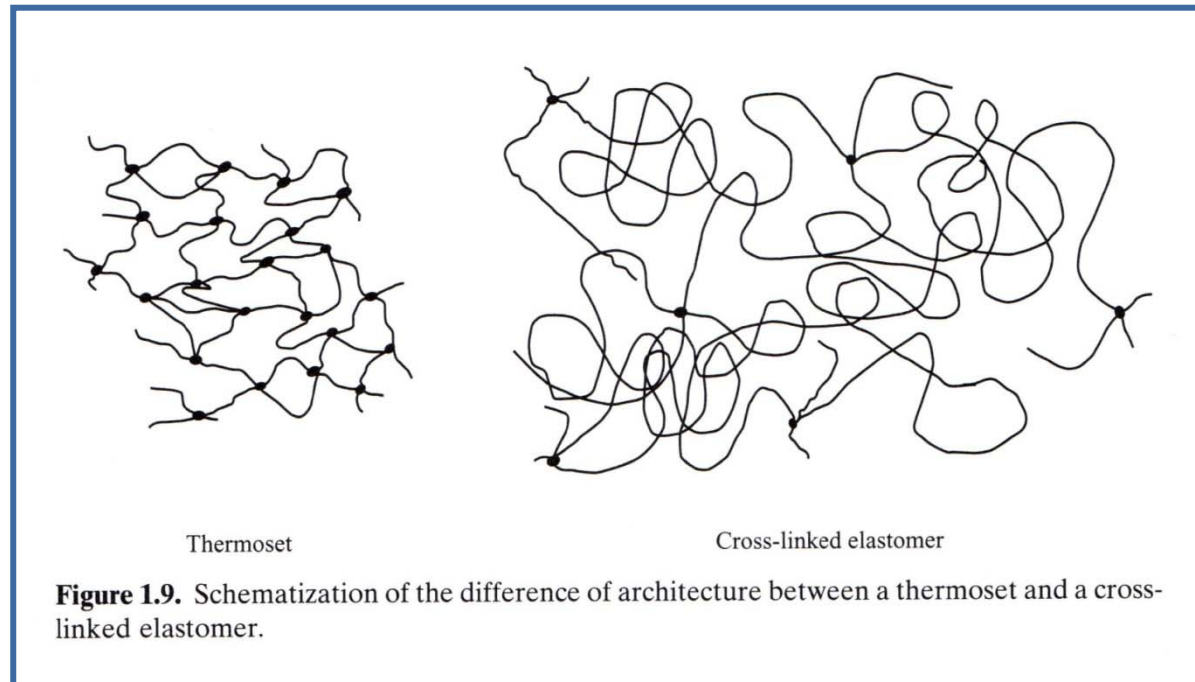 Thermoset
Cross-linked elastomer
Figure 1.9. Schematization of the difference of architecture between a thermoset and a cross-
linked elastomer.